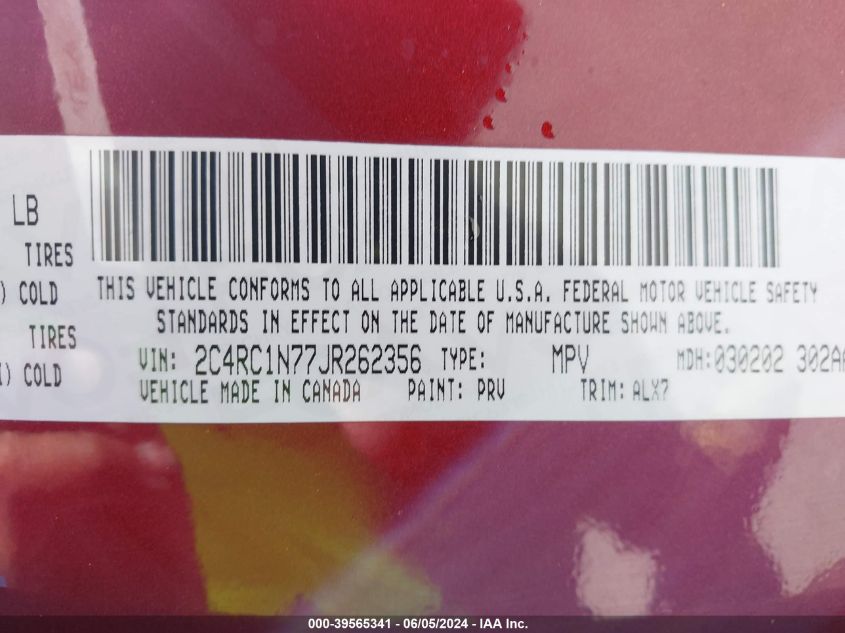 LB
TIRES
) COLD
TIRES
I) COLD
THIS VEHICLE CONFORMS TO ALL APPLICABLE U.S.A. FEDERAL MOTOR VEHICLE SAFETY
STANDARDS IN EFFECT ON THE DATE OF MANUFACTURE SHOWN ABOVE.
VIN: 2C4RC1N77JR262356 TYPE: MPV MDH:030202 302AA
VEHICLE MADE IN CANADA PAINT: PRV TRIM: ALX7
000-39565341 - 06/05/2024 - IAA Inc.